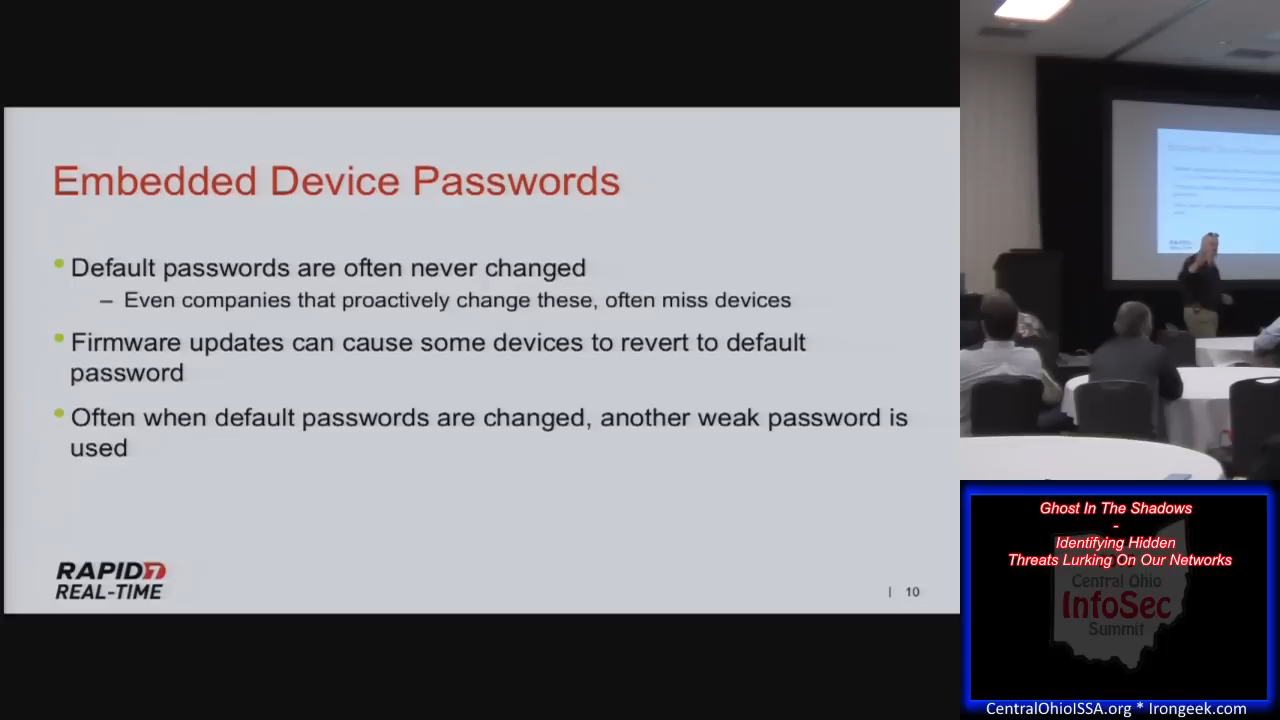 Embedded Device Passwords
• Default passwords are often never changed
– Even companies that proactively change these, often miss devices
• Firmware updates can cause some devices to revert to default
password
• Often when default passwords are changed, another weak password is
used
RAPID7
REAL-TIME
| 10
Ghost In The Shadows
-
Identifying Hidden
Threats Lurking On Our Networks
Central Ohio
InfoSec
Summit
CentralOhioISSA.org * Irongeek.com